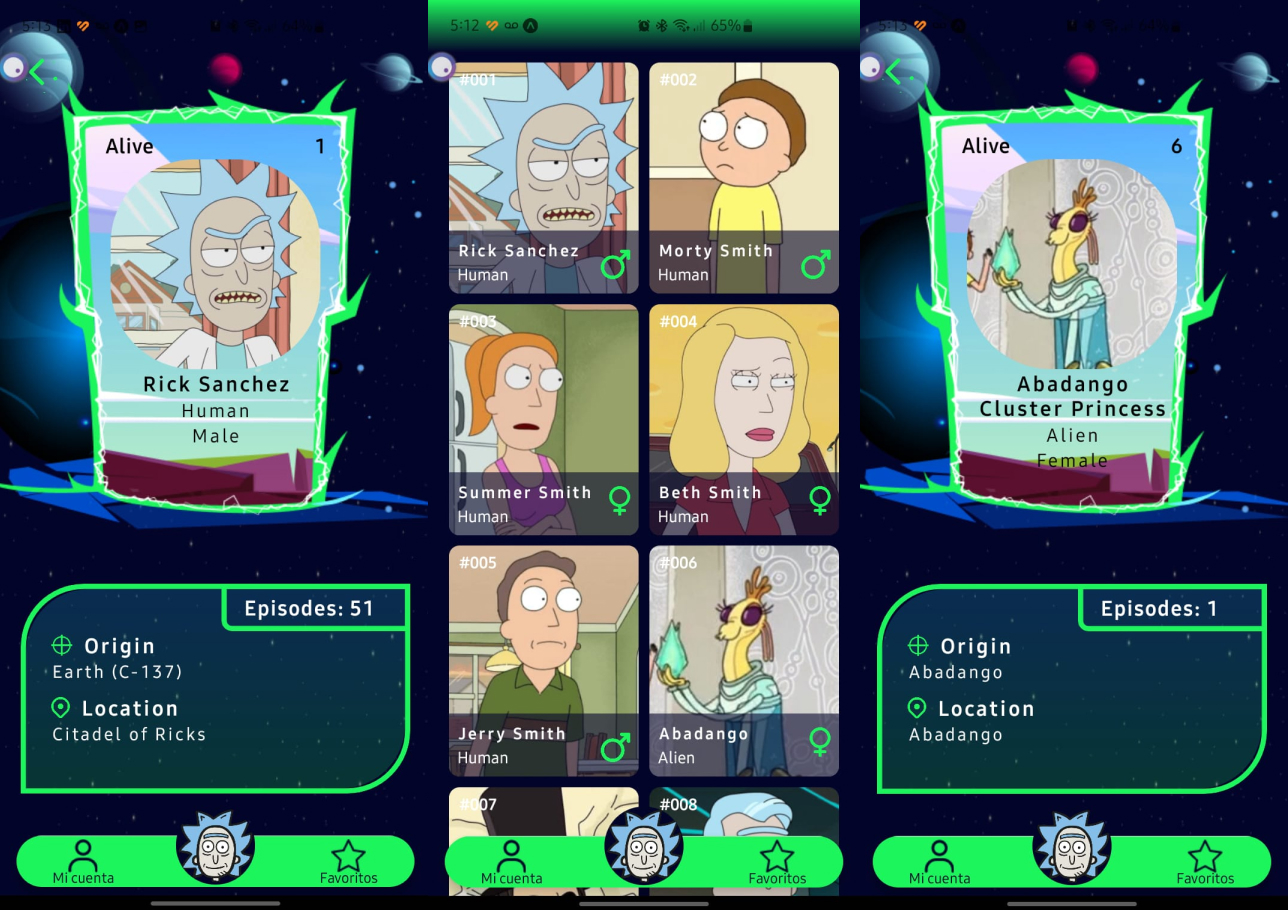 5:13
Alive 1
Rick Sanchez
Human
Male
Episodes: 51
Origin
Earth (C-137)
Location
Citadel of Ricks
Mi cuenta
Favoritos
5:12
65%
#001
#002
Rick Sanchez
Human
Morty Smith
Human
#003
#004
Summer Smith
Human
Beth Smith
Human
#005
#006
Jerry Smith
Human
Abadango
Alien
#007
#008
Mi cuenta
Favoritos
5:13
Alive 6
Abadango
Cluster Princess
Alien
Female
Episodes: 1
Origin
Abadango
Location
Abadango
Mi cuenta
Favoritos